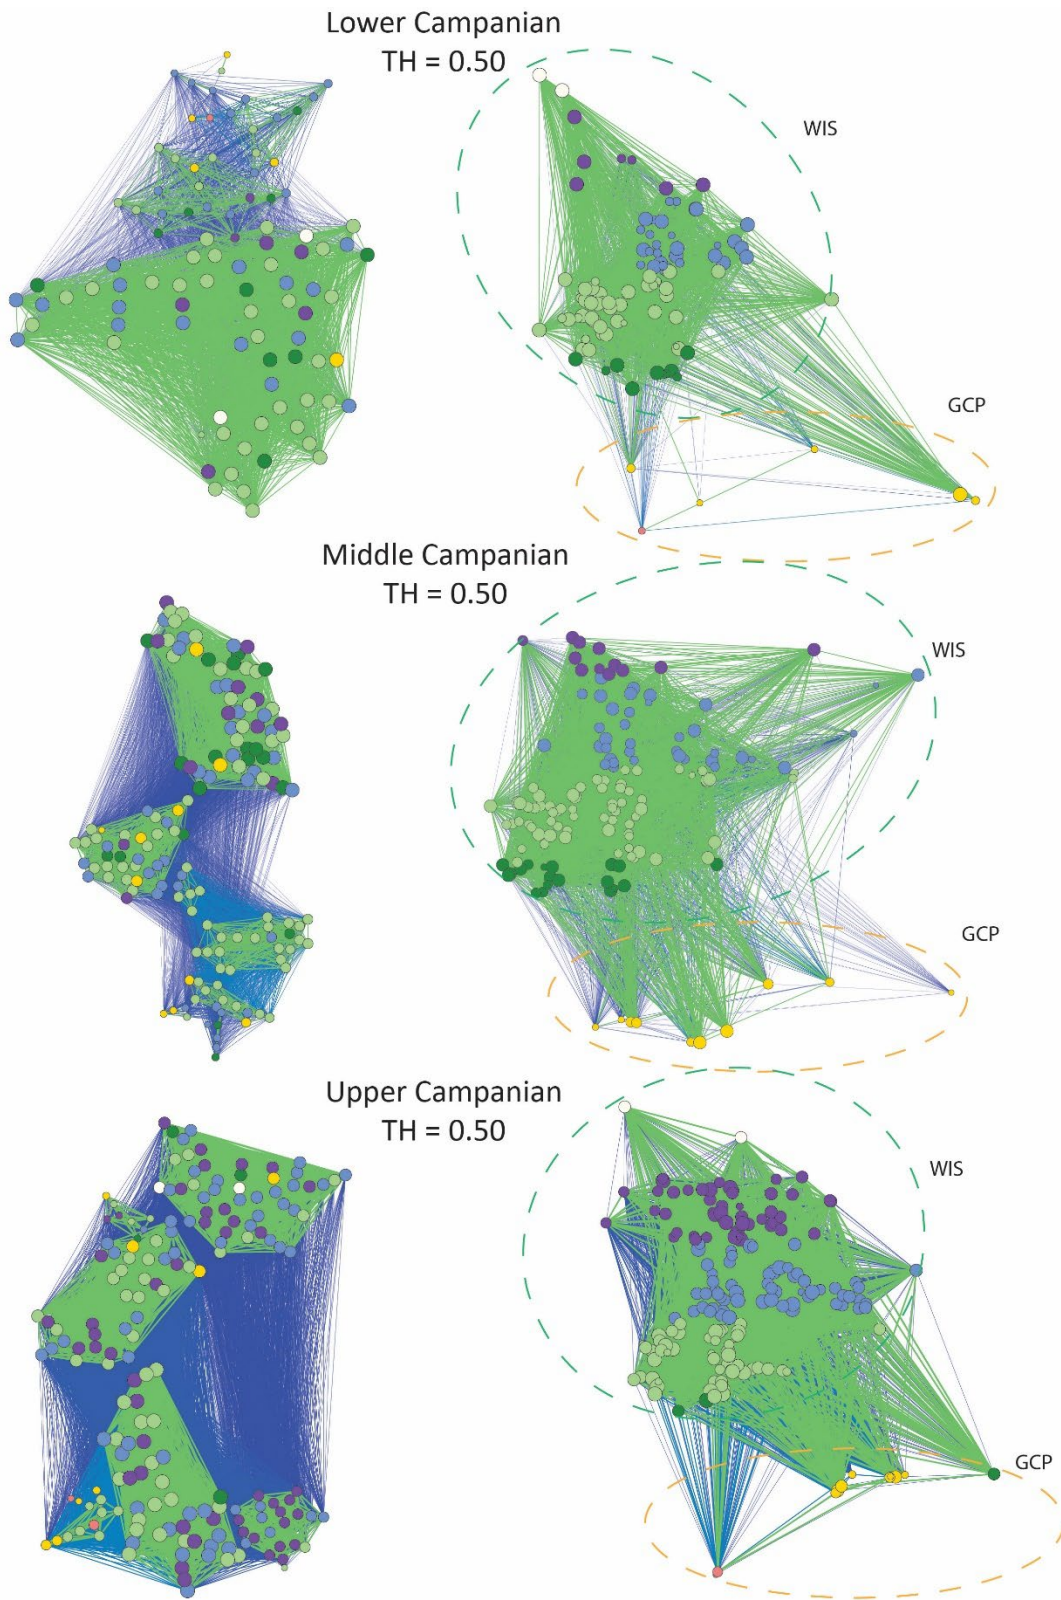 Lower Campanian
TH = 0.50
WIS
GCP
Middle Campanian
TH = 0.50
WIS
GCP
Upper Campanian
TH = 0.50
WIS
GCP